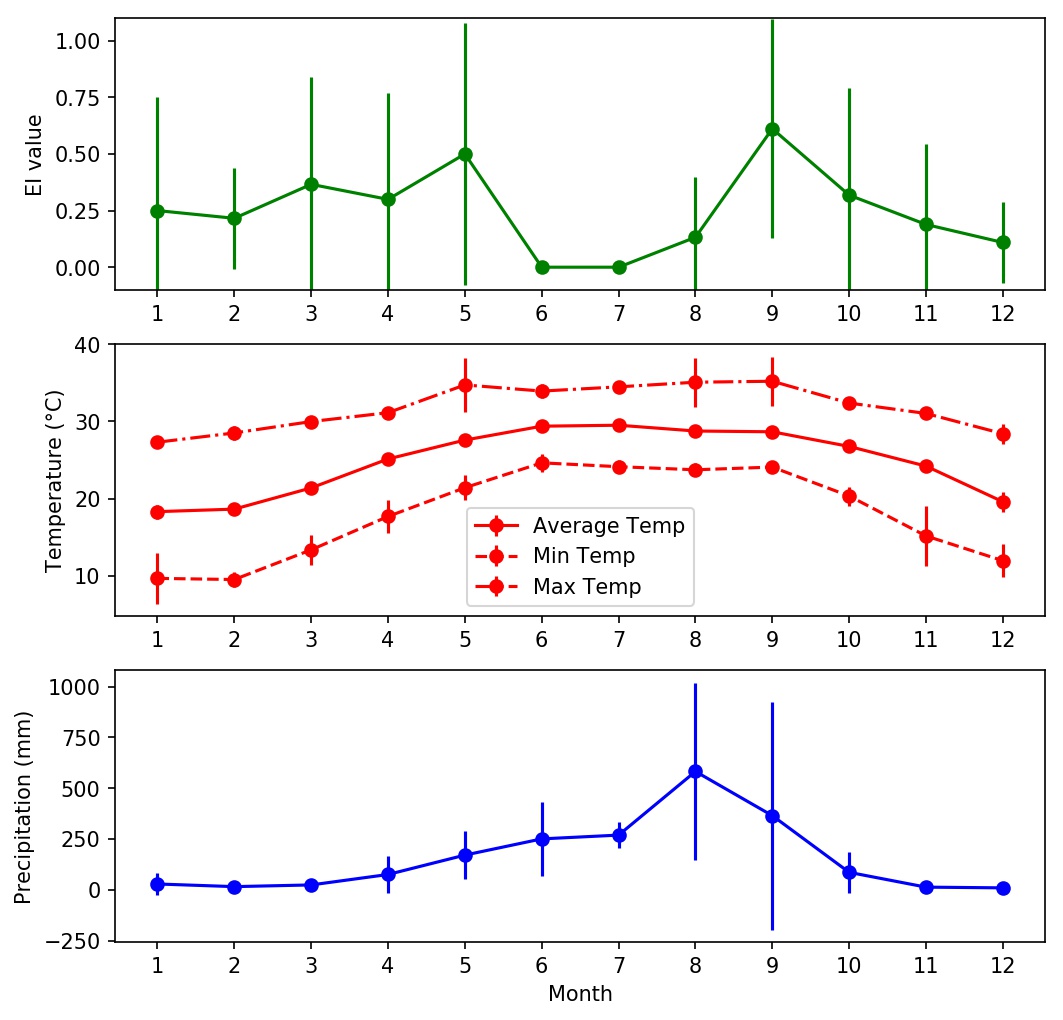 EI value
1.00
0.75
0.50
0.25
0.00
1 2 3 4 5 6 7 8 9 10 11 12
Temperature (°C)
40
30
20
10
Average Temp
Min Temp
Max Temp
1 2 3 4 5 6 7 8 9 10 11 12
Precipitation (mm)
1000
750
500
250
0
−250
1 2 3 4 5 6 7 8 9 10 11 12
Month